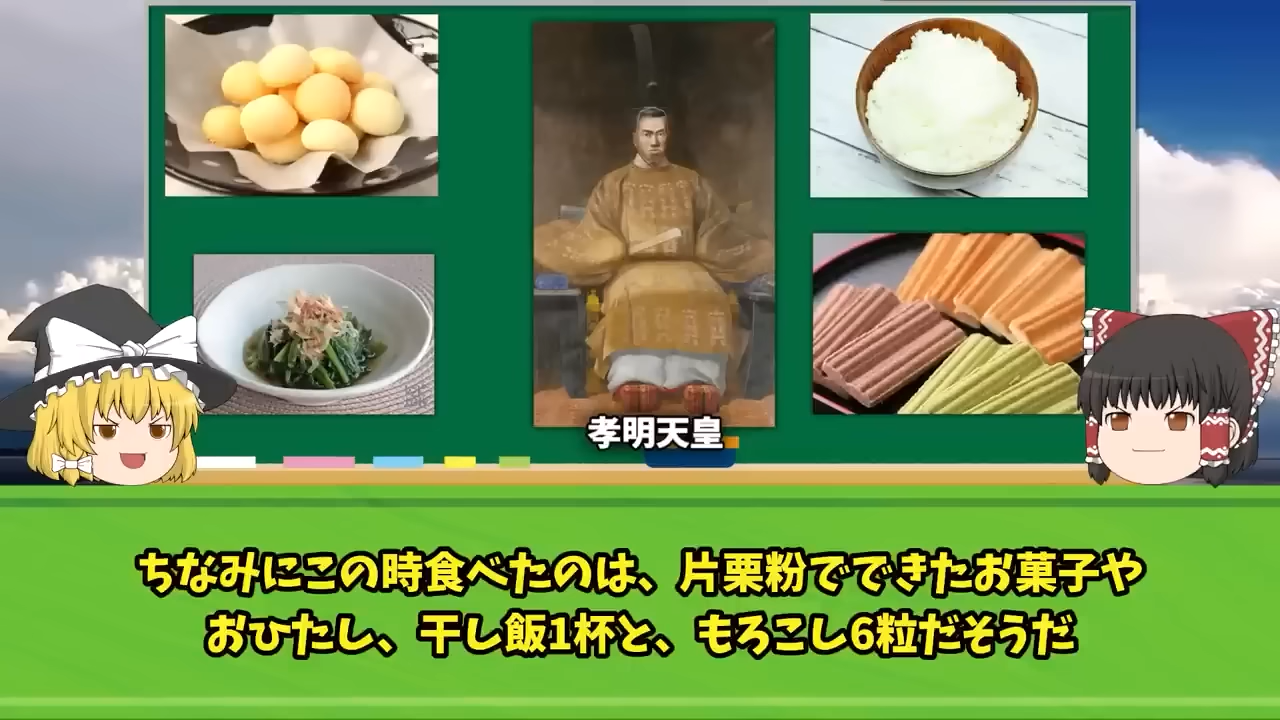 孝明天皇
ちなみにこの時食べたのは、片栗粉でできたお菓子や
おひたし、干し飯1杯と、もろこし6粒だそうだ